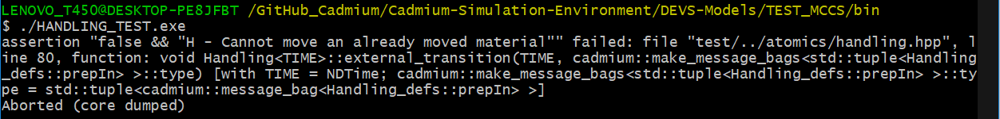 LENOVO_T450@DESKTOP-PE8JFBT /GitHub_Cadmium/Cadmium-Simulation-Environment/DEVS-Models/TEST_MCCS/bin
$ ./HANDLING_TEST.exe
assertion "false && "H - Cannot move an already moved material"" failed: file "test/../atomics/handling.hpp", l
ine 80, function: void Handling<TIME>::external_transition(TIME, cadmium::make_message_bags<std::tuple<Handling
_defs::prepIn> >::type) [with TIME = NDTime; cadmium::make_message_bags<std::tuple<Handling_defs::prepIn> >::ty
pe = std::tuple<cadmium::message_bag<Handling_defs::prepIn> >]
Aborted (core dumped)